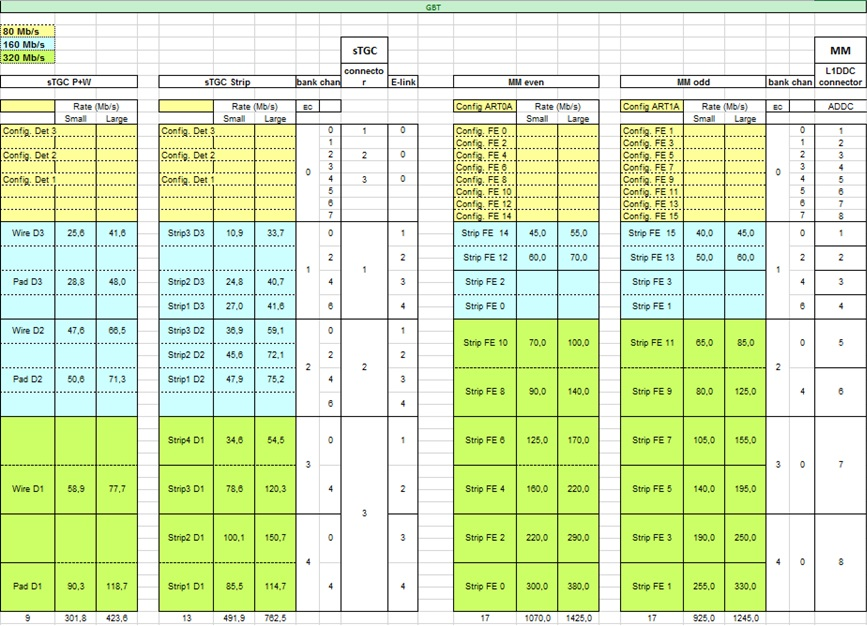 GBT
80 Mb/s
160 Mb/s
320 Mb/s
sTGC MM
sTGC P+W sTGC Strip bank chan connecto r E-link MM even MM odd bank chan L1DDC connector
Rate (Mb/s) Rate (Mb/s) EC Config ART0A Rate (Mb/s) Config ART1A Rate (Mb/s) EC ADDC
Small Large Small Large Small Large Small Large
Config. Det 3 Config. Det 3 0 1 0 Config. FE 0 Config. FE 1 0 1
1 Config. FE 2 Config. FE 3 1 2
Config. Det 2 Config. Det 2 2 2 0 Config. FE 4 Config. FE 5 2 3
3 Config. FE 6 Config. FE 7 3 4
Config. Det 1 Config. Det 1 0 4 3 0 Config. FE 8 Config. FE 9 0 4 5
5 Config. FE 10 Config. FE 11 5 6
6 Config. FE 12 Config. FE 13 6 7
7 Config. FE 14 Config. FE 15 7 8
Wire D3 25,6 41,6 Strip3 D3 10,9 33,7 0 1 Strip FE 14 45,0 55,0 Strip FE 15 40,0 45,0 0 1
2 2 Strip FE 12 60,0 70,0 Strip FE 13 50,0 60,0 2 2
Pad D3 28,8 48,0 Strip2 D3 24,8 40,7 1 4 1 3 Strip FE 2 Strip FE 3 1 4 3
Strip1 D3 27,0 41,6 6 4 Strip FE 0 Strip FE 1 6 4
Wire D2 47,6 66,5 Strip3 D2 36,9 59,1 0 1 Strip FE 10 70,0 100,0 Strip FE 11 65,0 85,0 0 5
Strip2 D2 45,6 72,1 2 2 2 2
Pad D2 50,6 71,3 Strip1 D2 47,9 75,2 4 3 Strip FE 8 90,0 140,0 Strip FE 9 80,0 125,0 2 4 6
6 4
Strip4 D1 34,6 54,5 0 1 Strip FE 6 125,0 170,0 Strip FE 7 105,0 155,0
3 3 0 7
Wire D1 58,9 77,7 Strip3 D1 78,6 120,3 4 2 Strip FE 4 160,0 220,0 Strip FE 5 140,0 195,0
3
Strip2 D1 100,1 150,7 0 3 Strip FE 2 220,0 290,0 Strip FE 3 190,0 250,0
4 4 0 8
Pad D1 90,3 118,7 Strip1 D1 85,5 114,7 4 4 Strip FE 0 300,0 380,0 Strip FE 1 255,0 330,0
9 301,8 423,6 13 491,9 762,5 17 1070,0 1425,0 17 925,0 1245,0